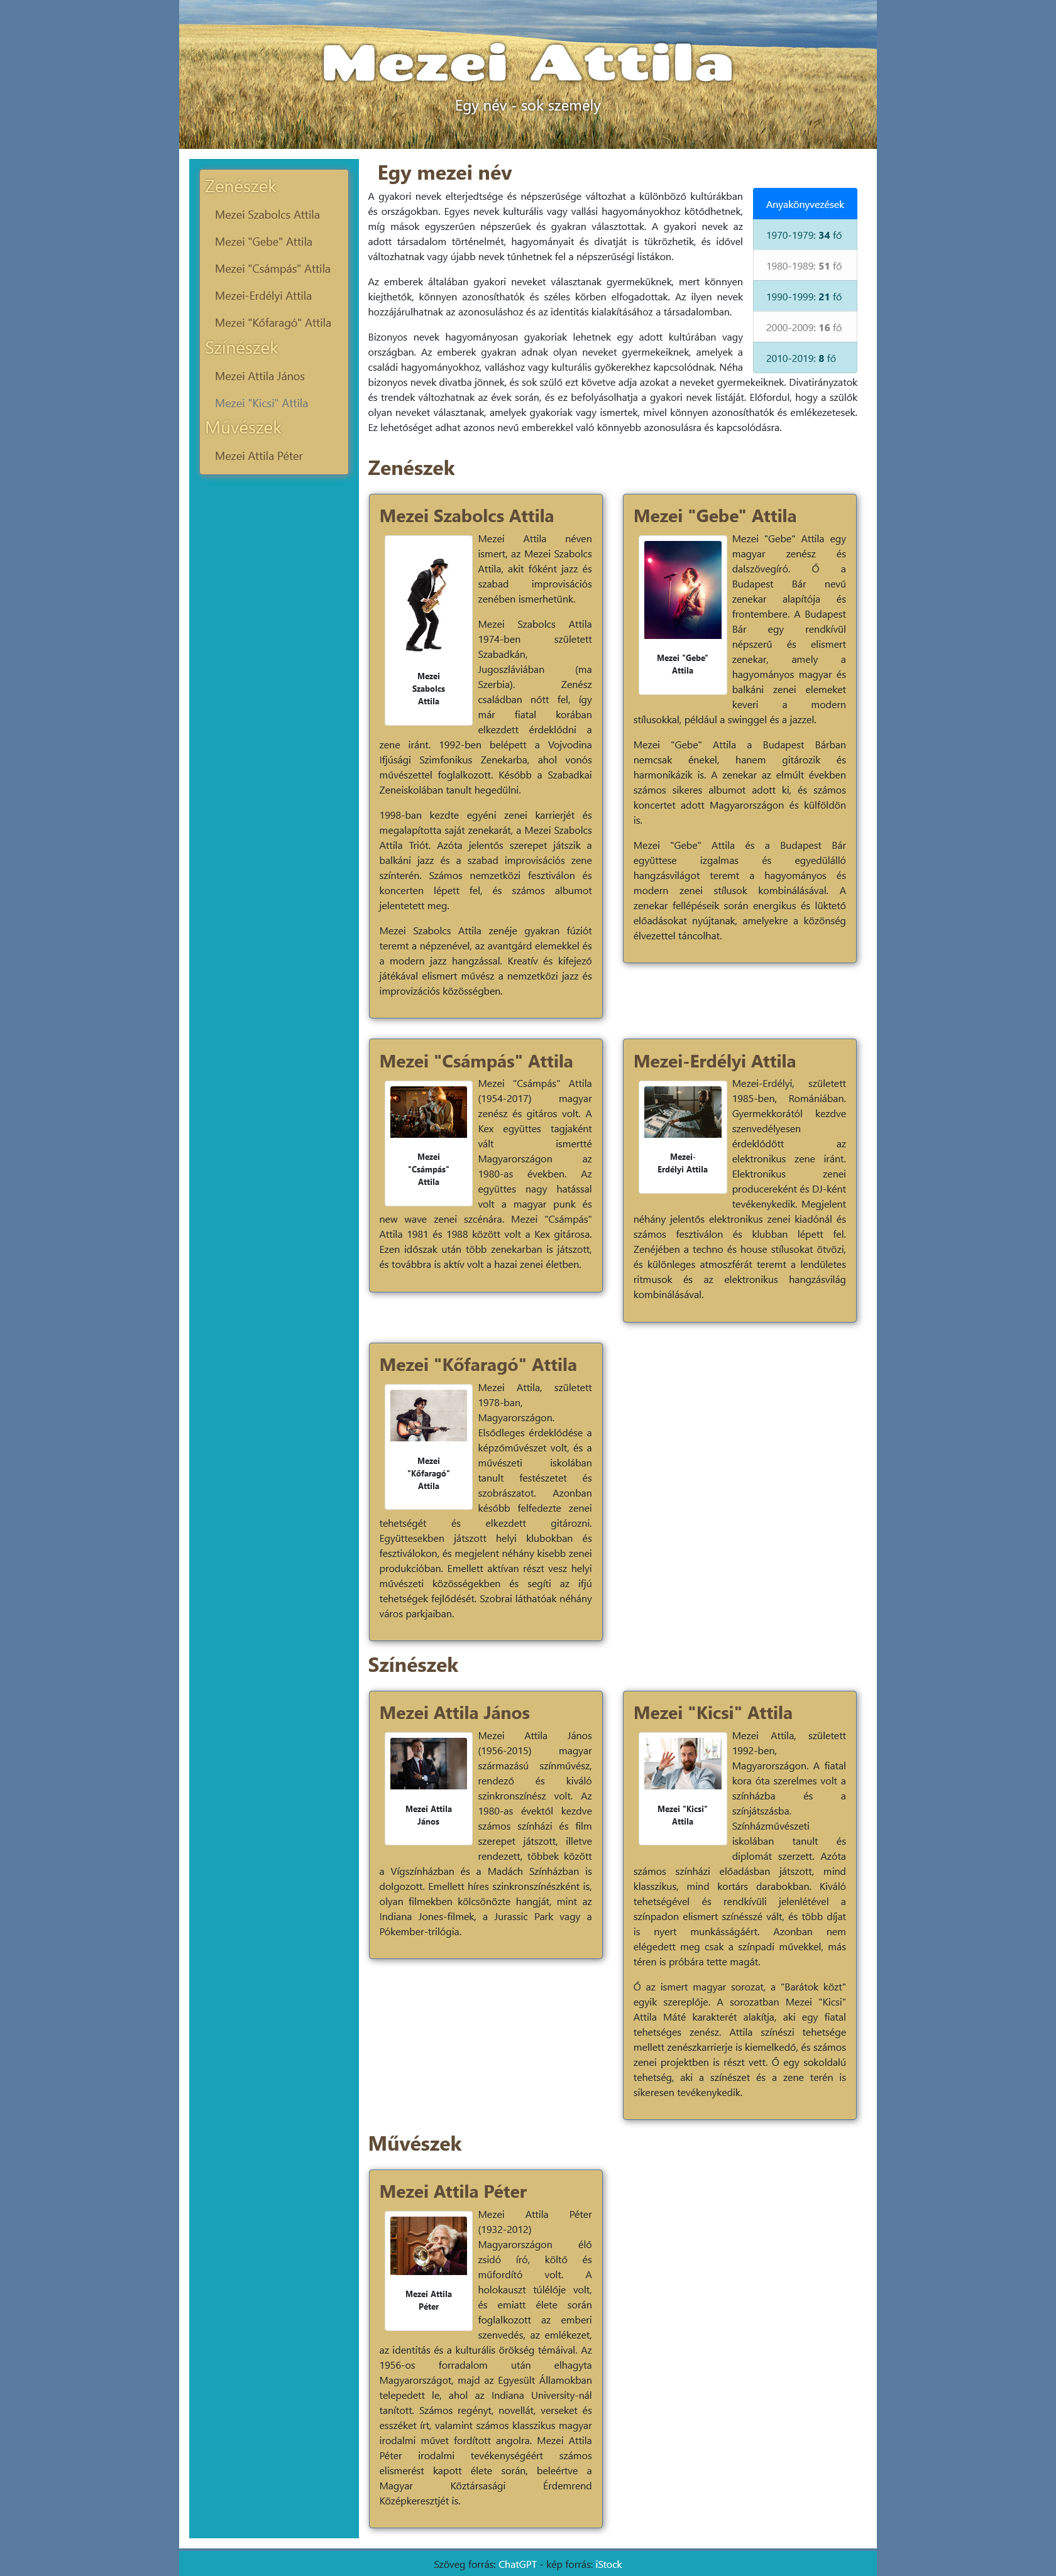 Mezei Attila
Egy név - sok személy
Zenészek
Mezei Szabolcs Attila
Mezei "Gebe" Attila
Mezei "Csámpás" Attila
Mezei-Erdélyi Attila
Mezei "Kőfaragó" Attila
Színészek
Mezei Attila János
Mezei "Kicsi" Attila
Művészek
Mezei Attila Péter
Egy mezei név
A gyakori nevek elterjedtsége és népszerűsége változhat a különböző kultúrákban
és országokban. Egyes nevek kulturális vagy vallási hagyományokhoz kötődhetnek,
míg mások egyszerűen népszerűek és gyakran választottak. A gyakori nevek az
adott társadalom történelmét, hagyományait és divatját is tükrözhetik, és idővel
változhatnak vagy újabb nevek tűnhetnek fel a népszerűségi listákon.
Az emberek általában gyakori neveket választanak gyermeküknek, mert könnyen
kiejthetők, könnyen azonosíthatók és széles körben elfogadottak. Az ilyen nevek
hozzájárulhatnak az azonosuláshoz és az identitás kialakításához a társadalomban.
Bizonyos nevek hagyományosan gyakoriak lehetnek egy adott kultúrában vagy
országban. Az emberek gyakran adnak olyan neveket gyermekeiknek, amelyek a
családi hagyományokhoz, valláshoz vagy kulturális gyökerekhez kapcsolódnak. Néha
bizonyos nevek divatba jönnek, és sok szülő ezt követve adja azokat a neveket gyermekeiknek. Divatirányzatok
és trendek változhatnak az évek során, és ez befolyásolhatja a gyakori nevek listáját. Előfordul, hogy a szülők
olyan neveket választanak, amelyek gyakoriak vagy ismertek, mivel könnyen azonosíthatók és emlékezetesek.
Ez lehetőséget adhat azonos nevű emberekkel való könnyebb azonosulásra és kapcsolódásra.
Anyakönyvezések
1970-1979: 34 fő
1980-1989: 51 fő
1990-1999: 21 fő
2000-2009: 16 fő
2010-2019: 8 fő
Zenészek
Mezei Szabolcs Attila
Mezei
Szabolcs
Attila
Mezei Attila néven
ismert, az Mezei Szabolcs
Attila, akit főként jazz és
szabad improvisációs
zenében ismerhetünk.
Mezei Szabolcs Attila
1974-ben született
Szabadkán,
Jugoszláviában (ma
Szerbia). Zenész
családban nőtt fel, így
már fiatal korában
elkezdett érdeklődni a
zene iránt. 1992-ben belépett a Vojvodina
Ifjúsági Szimfonikus Zenekarba, ahol vonós
művészettel foglalkozott. Később a Szabadkai
Zeneiskolában tanult hegedülni.
1998-ban kezdte egyéni zenei karrierjét és
megalapította saját zenekarát, a Mezei Szabolcs
Attila Triót. Azóta jelentős szerepet játszik a
balkáni jazz és a szabad improvisációs zene
színterén. Számos nemzetközi fesztiválon és
koncerten lépett fel, és számos albumot
jelentetett meg.
Mezei Szabolcs Attila zenéje gyakran fúziót
teremt a népzenével, az avantgárd elemekkel és
a modern jazz hangzással. Kreatív és kifejező
játékával elismert művész a nemzetközi jazz és
improvizációs közösségben.
Mezei "Gebe" Attila
Mezei "Gebe"
Attila
Mezei "Gebe" Attila egy
magyar zenész és
dalszövegíró. Ő a
Budapest Bár nevű
zenekar alapítója és
frontembere. A Budapest
Bár egy rendkívül
népszerű és elismert
zenekar, amely a
hagyományos magyar és
balkáni zenei elemeket
keveri a modern
stílusokkal, például a swinggel és a jazzel.
Mezei "Gebe" Attila a Budapest Bárban
nemcsak énekel, hanem gitározik és
harmonikázik is. A zenekar az elmúlt években
számos sikeres albumot adott ki, és számos
koncertet adott Magyarországon és külföldön
is.
Mezei "Gebe" Attila és a Budapest Bár
együttese izgalmas és egyedülálló
hangzásvilágot teremt a hagyományos és
modern zenei stílusok kombinálásával. A
zenekar fellépéseik során energikus és lüktető
előadásokat nyújtanak, amelyekre a közönség
élvezettel táncolhat.
Mezei "Csámpás" Attila
Mezei
"Csámpás"
Attila
Mezei "Csámpás" Attila
(1954-2017) magyar
zenész és gitáros volt. A
Kex együttes tagjaként
vált ismertté
Magyarországon az
1980-as években. Az
együttes nagy hatással
volt a magyar punk és
new wave zenei szcénára. Mezei "Csámpás"
Attila 1981 és 1988 között volt a Kex gitárosa.
Ezen időszak után több zenekarban is játszott,
és továbbra is aktív volt a hazai zenei életben.
Mezei-Erdélyi Attila
Mezei-
Erdélyi Attila
Mezei-Erdélyi, született
1985-ben, Romániában.
Gyermekkorától kezdve
szenvedélyesen
érdeklődött az
elektronikus zene iránt.
Elektronikus zenei
producereként és DJ-ként
tevékenykedik. Megjelent
néhány jelentős elektronikus zenei kiadónál és
számos fesztiválon és klubban lépett fel.
Zenéjében a techno és house stílusokat ötvözi,
és különleges atmoszférát teremt a lendületes
ritmusok és az elektronikus hangzásvilág
kombinálásával.
Mezei "Kőfaragó" Attila
Mezei
"Kőfaragó"
Attila
Mezei Attila, született
1978-ban,
Magyarországon.
Elsődleges érdeklődése a
képzőművészet volt, és a
művészeti iskolában
tanult festészetet és
szobrászatot. Azonban
később felfedezte zenei
tehetségét és elkezdett gitározni.
Együttesekben játszott helyi klubokban és
fesztiválokon, és megjelent néhány kisebb zenei
produkcióban. Emellett aktívan részt vesz helyi
művészeti közösségekben és segíti az ifjú
tehetségek fejlődését. Szobrai láthatóak néhány
város parkjaiban.
Színészek
Mezei Attila János
Mezei Attila
János
Mezei Attila János
(1956-2015) magyar
származású színművész,
rendező és kiváló
szinkronszínész volt. Az
1980-as évektől kezdve
számos színházi és film
szerepet játszott, illetve
rendezett, többek között
a Vígszínházban és a Madách Színházban is
dolgozott. Emellett híres szinkronszínészként is,
olyan filmekben kölcsönözte hangját, mint az
Indiana Jones-filmek, a Jurassic Park vagy a
Pókember-trilógia.
Mezei "Kicsi" Attila
Mezei "Kicsi"
Attila
Mezei Attila, született
1992-ben,
Magyarországon. A fiatal
kora óta szerelmes volt a
színházba és a
színjátszásba.
Színházművészeti
iskolában tanult és
diplomát szerzett. Azóta
számos színházi előadásban játszott, mind
klasszikus, mind kortárs darabokban. Kiváló
tehetségével és rendkívüli jelenlétével a
színpadon elismert színésszé vált, és több díjat
is nyert munkásságáért. Azonban nem
elégedett meg csak a színpadi művekkel, más
téren is próbára tette magát.
Ő az ismert magyar sorozat, a "Barátok közt"
egyik szereplője. A sorozatban Mezei "Kicsi"
Attila Máté karakterét alakítja, aki egy fiatal
tehetséges zenész. Attila színészi tehetsége
mellett zenészkarrierje is kiemelkedő, és számos
zenei projektben is részt vett. Ő egy sokoldalú
tehetség, aki a színészet és a zene terén is
sikeresen tevékenykedik.
Művészek
Mezei Attila Péter
Mezei Attila
Péter
Mezei Attila Péter
(1932-2012)
Magyarországon élő
zsidó író, költő és
műfordító volt. A
holokauszt túlélője volt,
és emiatt élete során
foglalkozott az emberi
szenvedés, az emlékezet,
az identitás és a kulturális örökség témáival. Az
1956-os forradalom után elhagyta
Magyarországot, majd az Egyesült Államokban
telepedett le, ahol az Indiana University-nál
tanított. Számos regényt, novellát, verseket és
esszéket írt, valamint számos klasszikus magyar
irodalmi művet fordított angolra. Mezei Attila
Péter irodalmi tevékenységéért számos
elismerést kapott élete során, beleértve a
Magyar Köztársasági Érdemrend
Középkeresztjét is.
Szöveg forrás: ChatGPT - kép forrás: iStock